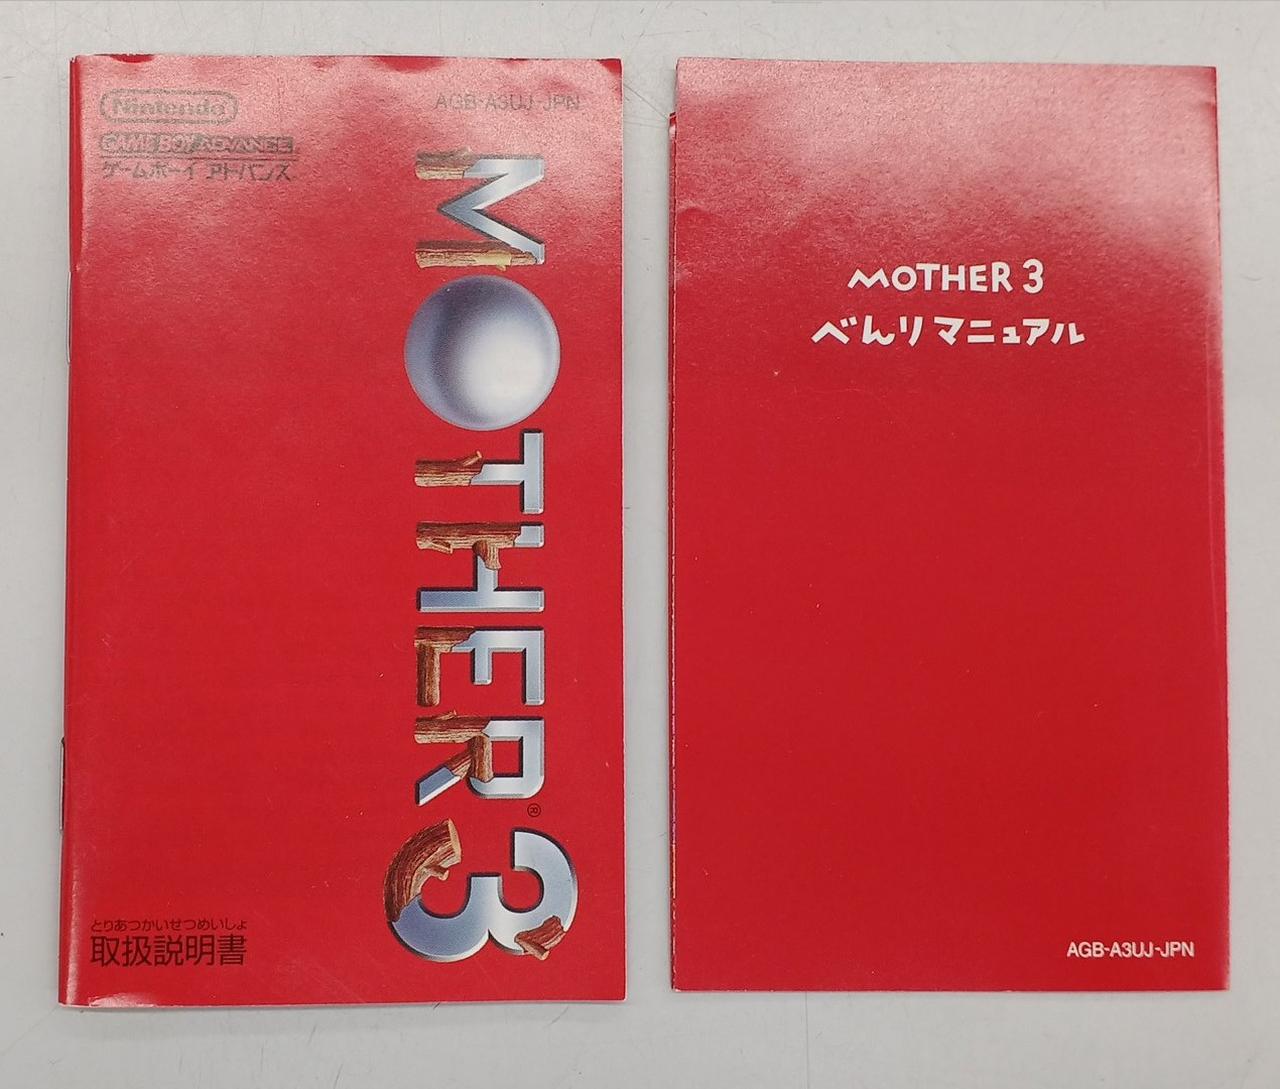 Nintendo
AGB-A3UJ-JPN
GAME BOY ADVANCE
ゲームボーイ アドバンス
MOTHER3®
とりあつかいせつめいしょ
取扱説明書
MOTHER 3
べんりマニュアル
AGB-A3UJ-JPN